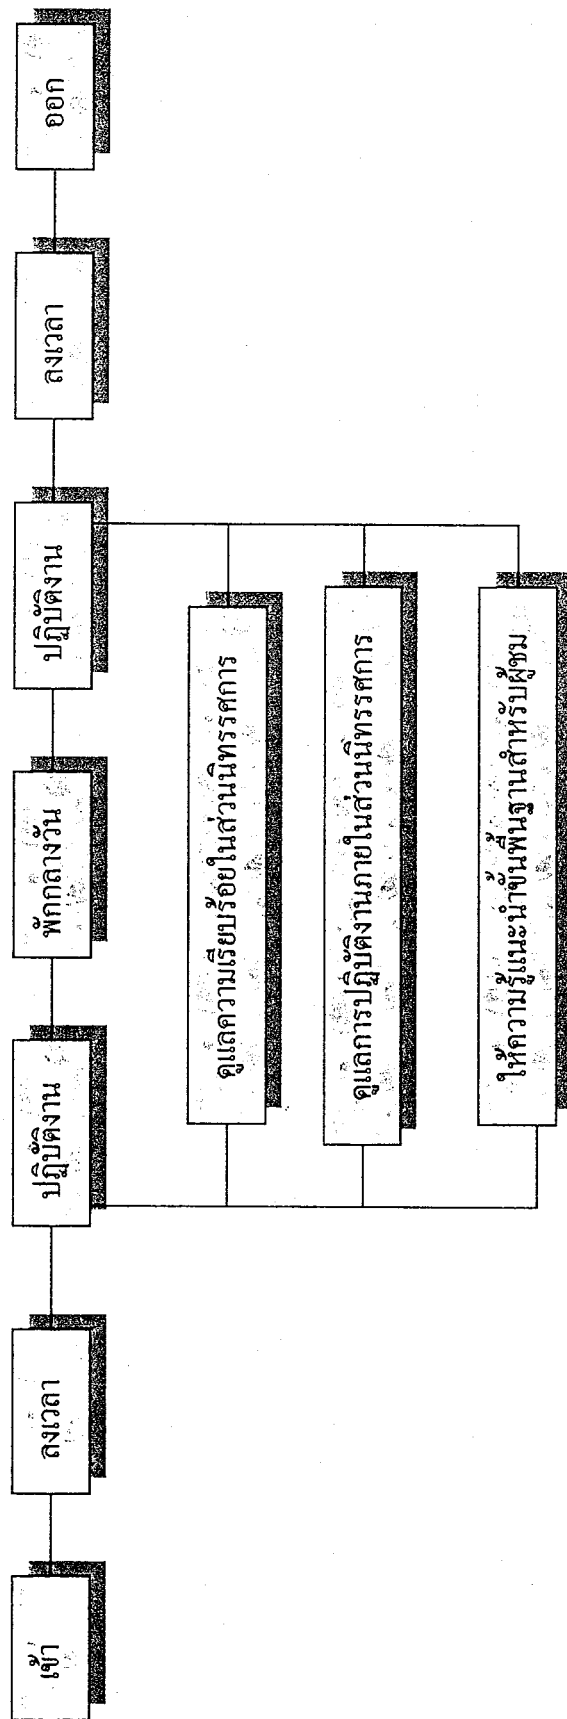 เข้า
ลงเวลา
ปฏิบัติงาน
พักกลางวัน
ปฏิบัติงาน
ลงเวลา
ออก
ดูแลความเรียบร้อยในส่วนนิทรรศการ
ดูแลการปฏิบัติงานภายในส่วนนิทรรศการ
ให้ความรู้แนะนำขั้นพื้นฐานสำหรับผู้ชม